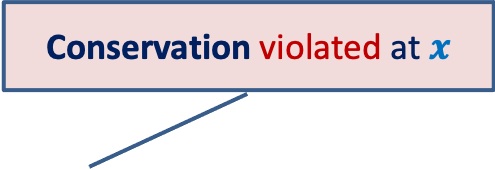 Conservation violated at x